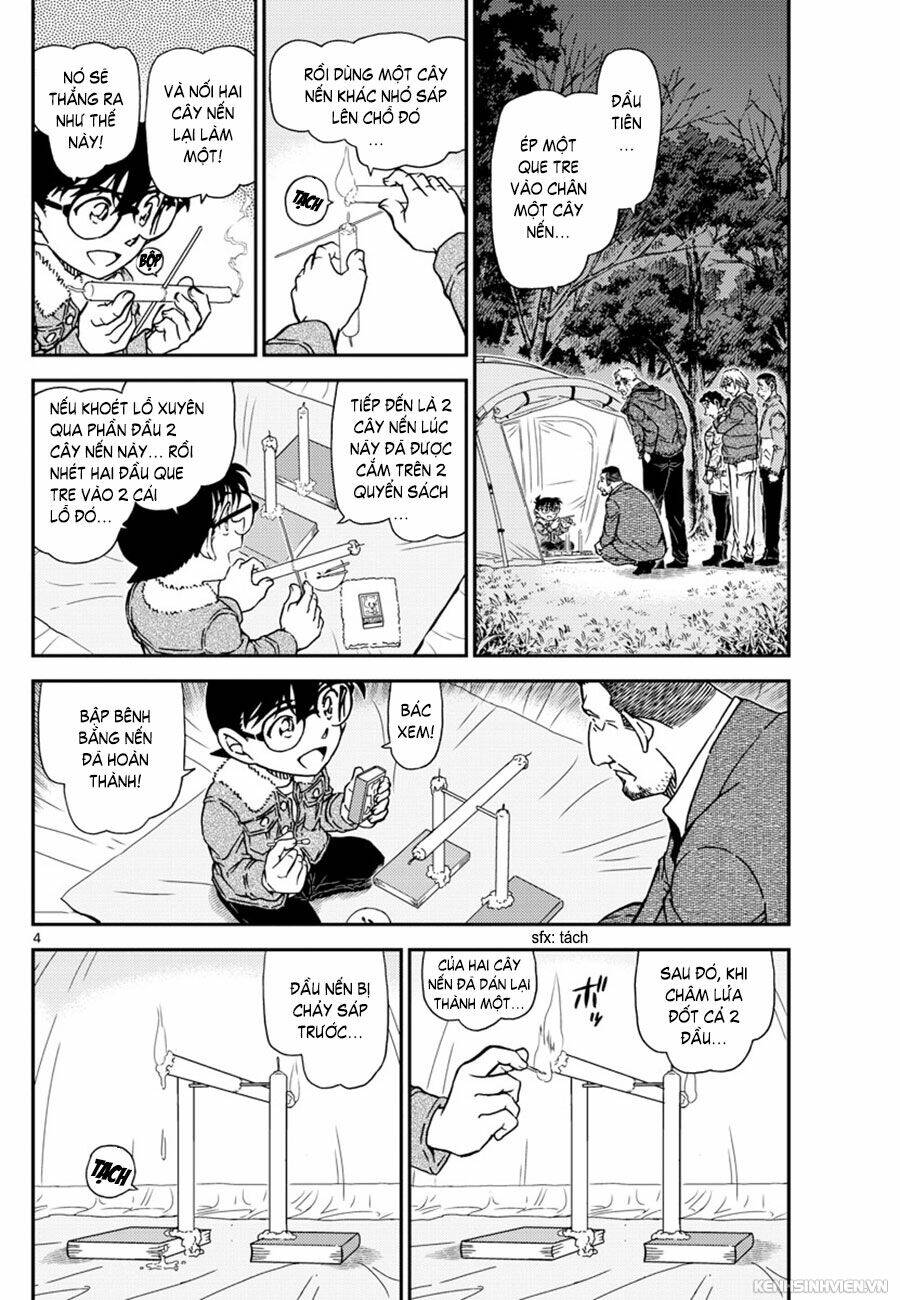 ĐẦU
TIÊN
...
ÉP MỘT
QUE TRE
VÀO CHÂN
MỘT CÂY
NẾN...
RỒI DÙNG MỘT CÂY
NẾN KHÁC NHỎ SÁP
LÊN CHỖ ĐÓ
...
TẠCH
VÀ NỐI HAI
CÂY NẾN
LẠI LÀM
MỘT!
NÓ SẼ
THẲNG RA
NHƯ THẾ
NÀY!
BỘP
TIẾP ĐẾN LÀ 2
CÂY NẾN LÚC
NÃY ĐÃ ĐƯỢC
CẮM TRÊN 2
QUYỂN SÁCH
...
NẾU KHOÉT LỖ XUYÊN
QUA PHẦN ĐẦU 2
CÂY NẾN NÀY... RỒI
NHÉT HAI ĐẦU QUE
TRE VÀO 2 CÁI
LỖ ĐÓ...
BÁC
XEM!
BẬP BÊNH
BẰNG NẾN
ĐÃ HOÀN
THÀNH!
4
sfx: tách
SAU ĐÓ, KHI
CHÂM LỬA
ĐỐT CẢ 2
ĐẦU...
CỦA HAI CÂY
NẾN ĐÃ DÁN LẠI
THÀNH MỘT...
ボッ
ĐẦU NẾN BỊ
CHẢY SÁP
TRƯỚC...
TẠCH
KENHSINHVIEN.VN